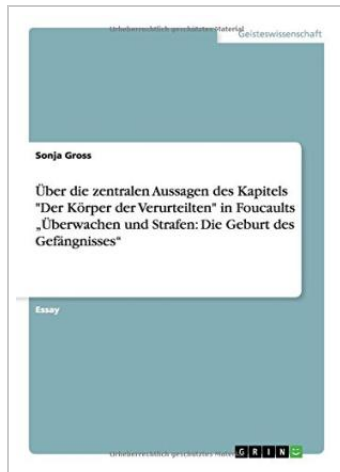 Urheberrechtlich geschütztes Material
Geisteswissenschaft
Sonja Gross
Über die zentralen Aussagen des Kapitels
"Der Körper der Verurteilten" in Foucaults
„Überwachen und Strafen: Die Geburt des
Gefängnisses“
Essay
Urheberrechtlich geschütztes Mater
GRIN